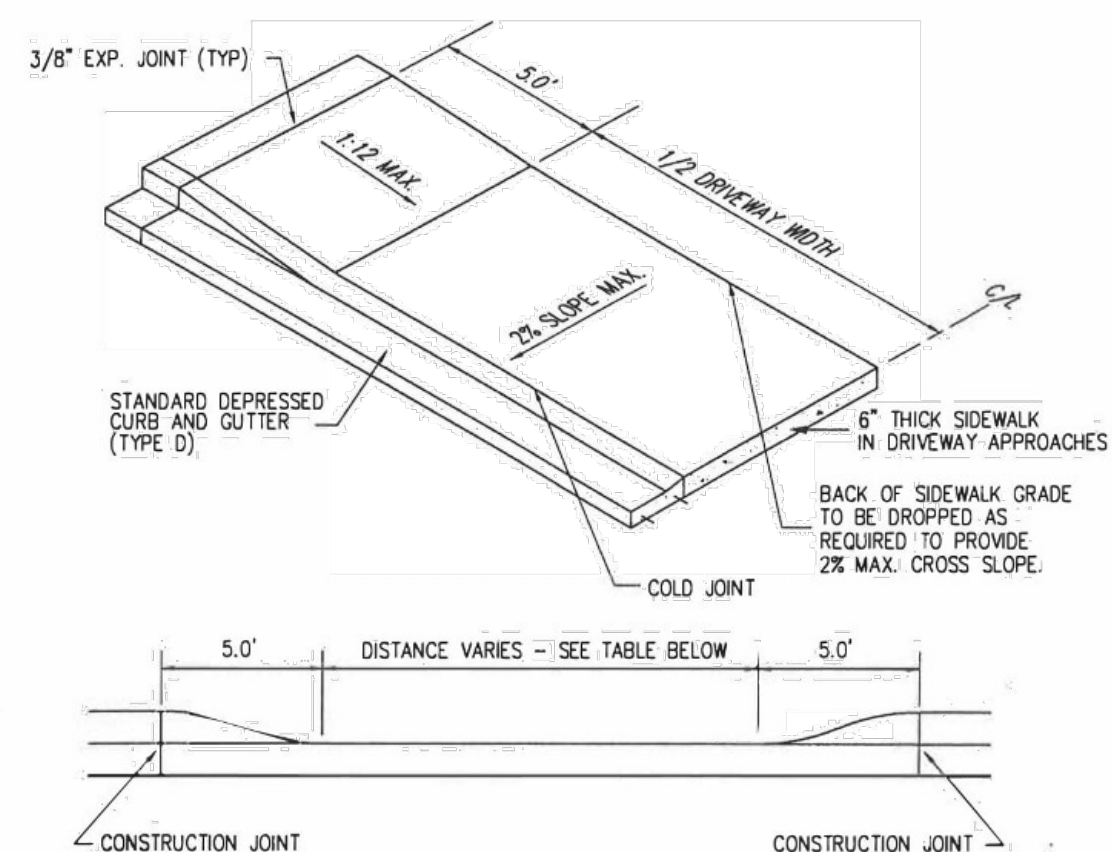 3/8" EXP. JOINT (TYP)
5.0'
1:12 MAX.
1/2 DRIVEWAY WIDTH
C/L
2% SLOPE MAX.
STANDARD DEPRESSED
CURB AND GUTTER
(TYPE D)
6" THICK SIDEWALK
IN DRIVEWAY APPROACHES
BACK OF SIDEWALK GRADE
TO BE DROPPED AS
REQUIRED TO PROVIDE
2% MAX. CROSS SLOPE.
COLD JOINT
5.0'
DISTANCE VARIES - SEE TABLE BELOW
5.0'
CONSTRUCTION JOINT
CONSTRUCTION JOINT